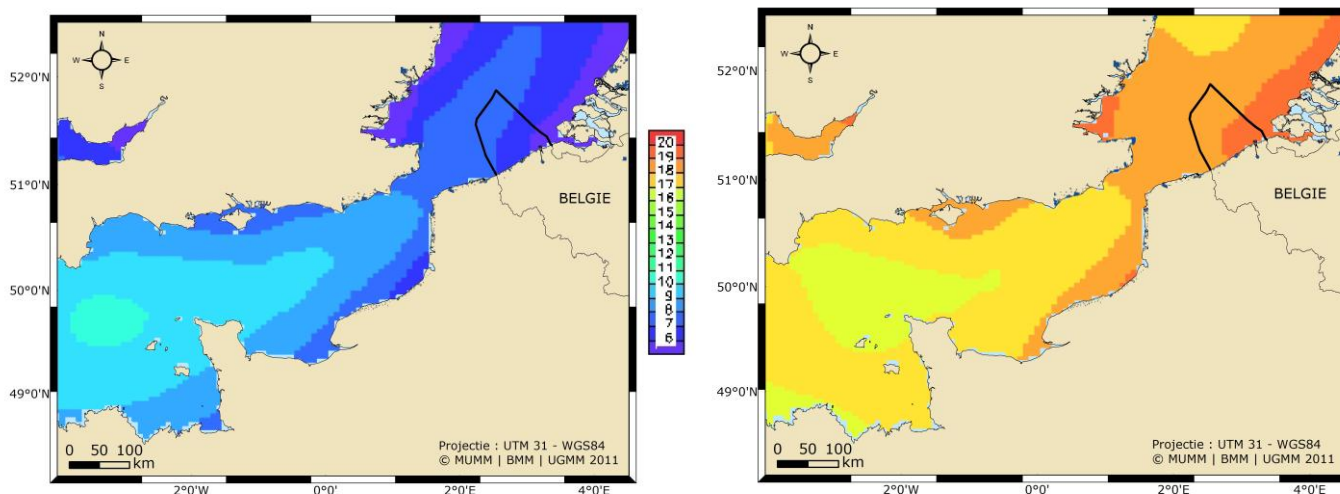 N
W E
S
52°0'N
51°0'N
50°0'N
49°0'N
BELGIE
0 50 100
km
Projectie : UTM 31 - WGS84
© MUMM | BMM | UGMM 2011
2°0'W 0°0' 2°0'E 4°0'E
20
19
18
17
16
15
14
13
12
11
10
9
8
7
6
N
W E
S
52°0'N
51°0'N
50°0'N
49°0'N
BELGIE
0 50 100
km
Projectie : UTM 31 - WGS84
© MUMM | BMM | UGMM 2011
2°0'W 0°0' 2°0'E 4°0'E